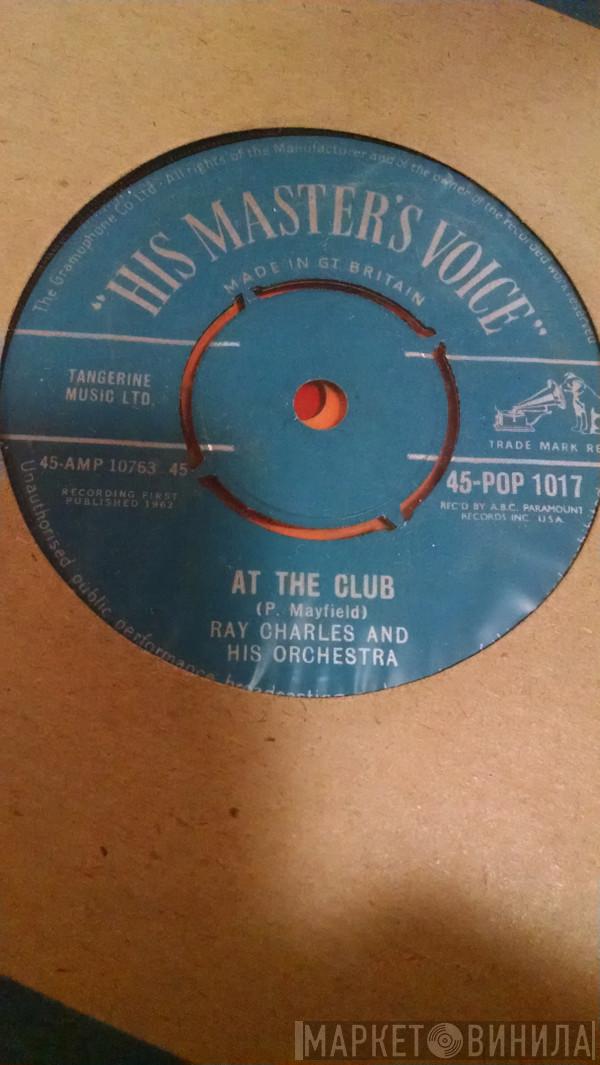 The Gramophone Co Ltd · All rights of the Manufacturer and of the owner of the recorded work reserved
"HIS MASTER'S VOICE"
MADE IN GT BRITAIN
TANGERINE
MUSIC LTD.
TRADE MARK RE
45-AMP 10763 45
45-POP 1017
RECORDING FIRST
PUBLISHED 1962
REC'D BY A.B.C. PARAMOUNT
RECORDS INC. U.S.A.
AT THE CLUB
(P. Mayfield)
RAY CHARLES AND
HIS ORCHESTRA
Unauthorised public performance broadcasting
МАРКЕТ ВИНИЛА